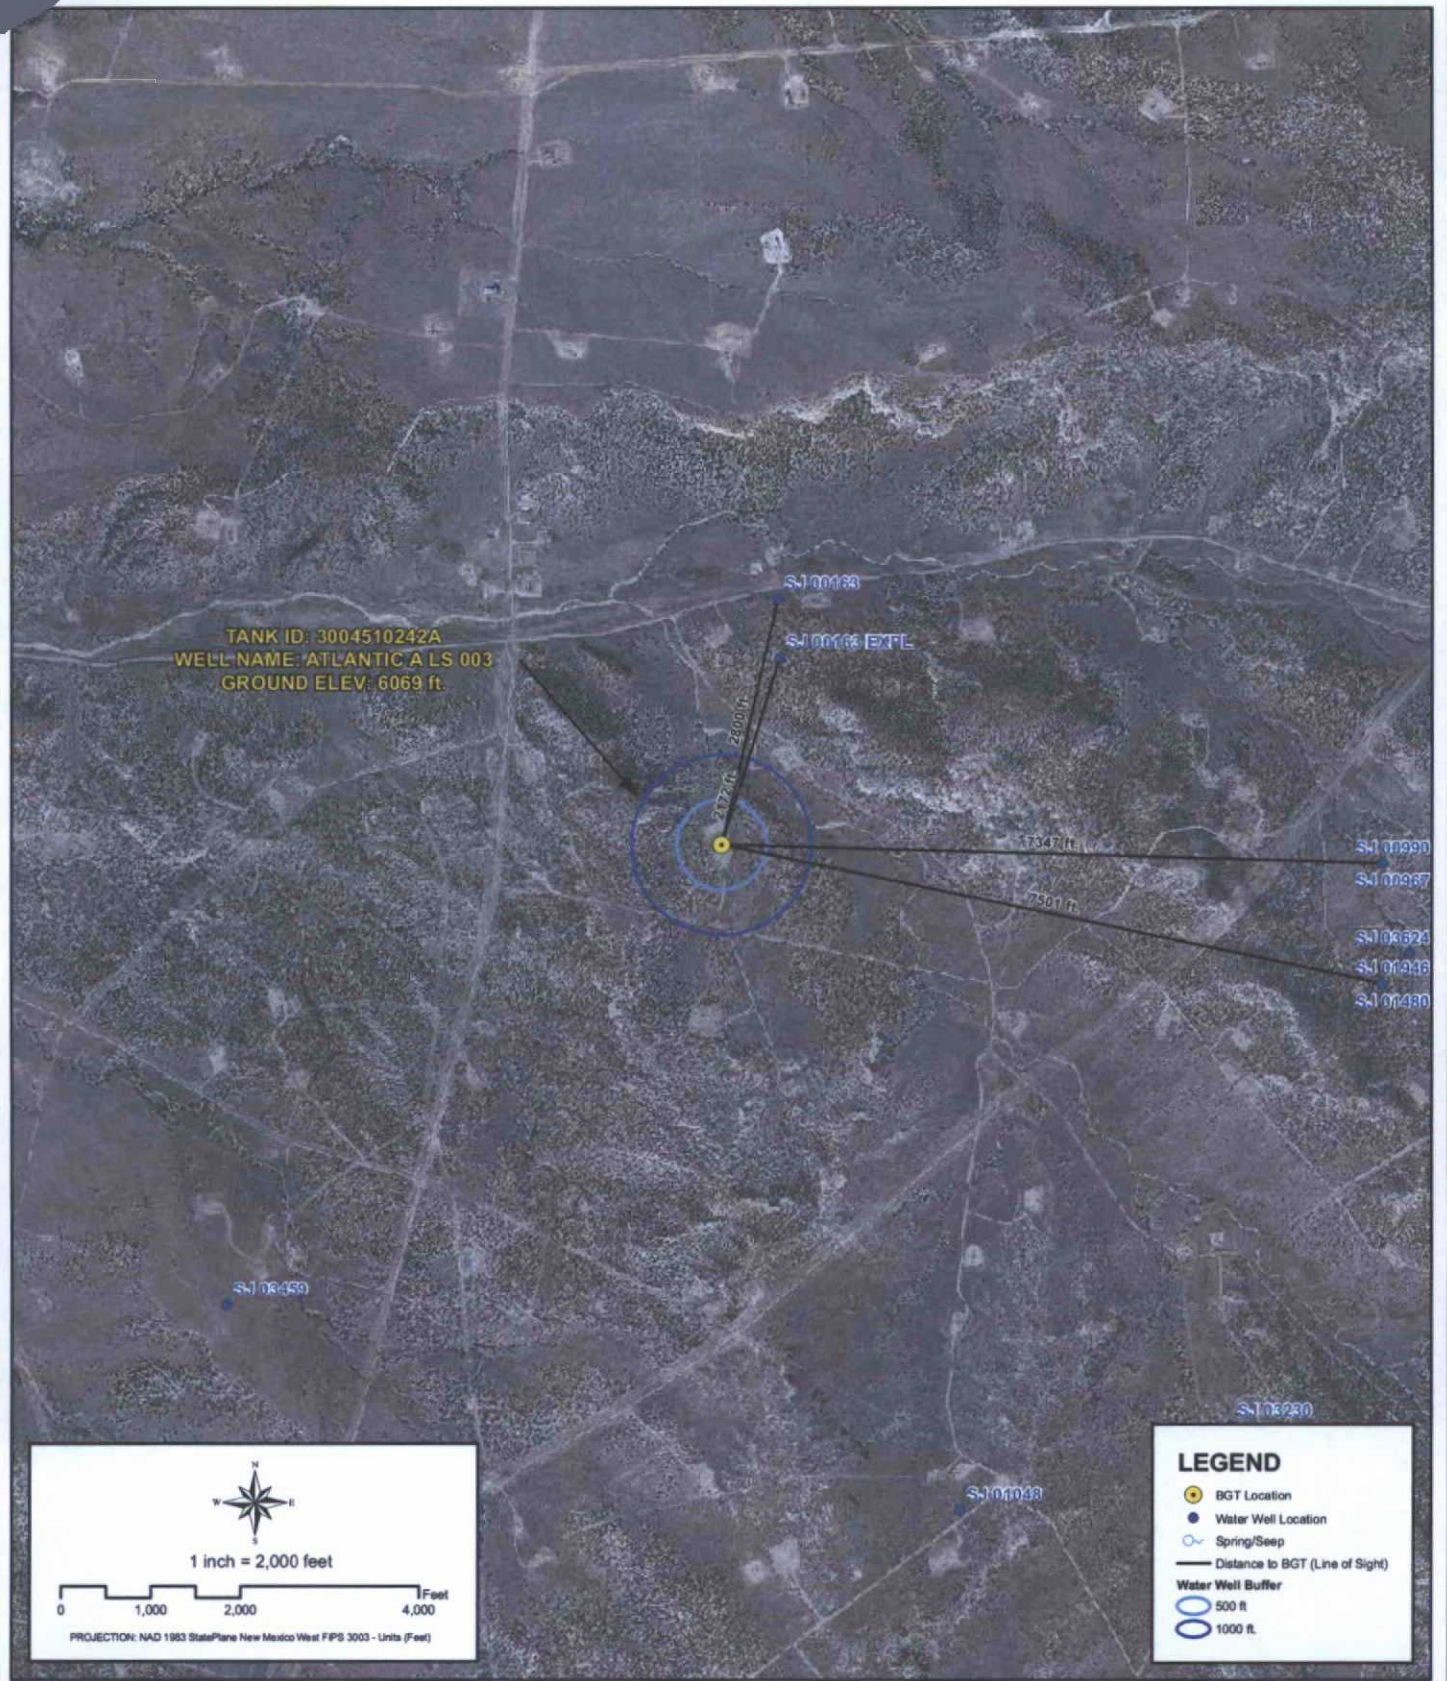 SJ 00163
TANK ID: 3004510242A
WELL NAME: ATLANTIC A LS 003
GROUND ELEV: 6069 ft.
SJ 00163 EXPL
2800 ft.
2172 ft.
7347 ft.
SJ 00990
SJ 00967
7501 ft.
SJ 03624
SJ 01946
SJ 01480
SJ 03459
SJ 03230
SJ 01048
N
W E
S
1 inch = 2,000 feet
Feet
0 1,000 2,000 4,000
PROJECTION: NAD 1983 StatePlane New Mexico West FIPS 3003 - Units (Feet)
LEGEND
BGT Location
Water Well Location
Spring/Seep
Distance to BGT (Line of Sight)
Water Well Buffer
500 ft
1000 ft.